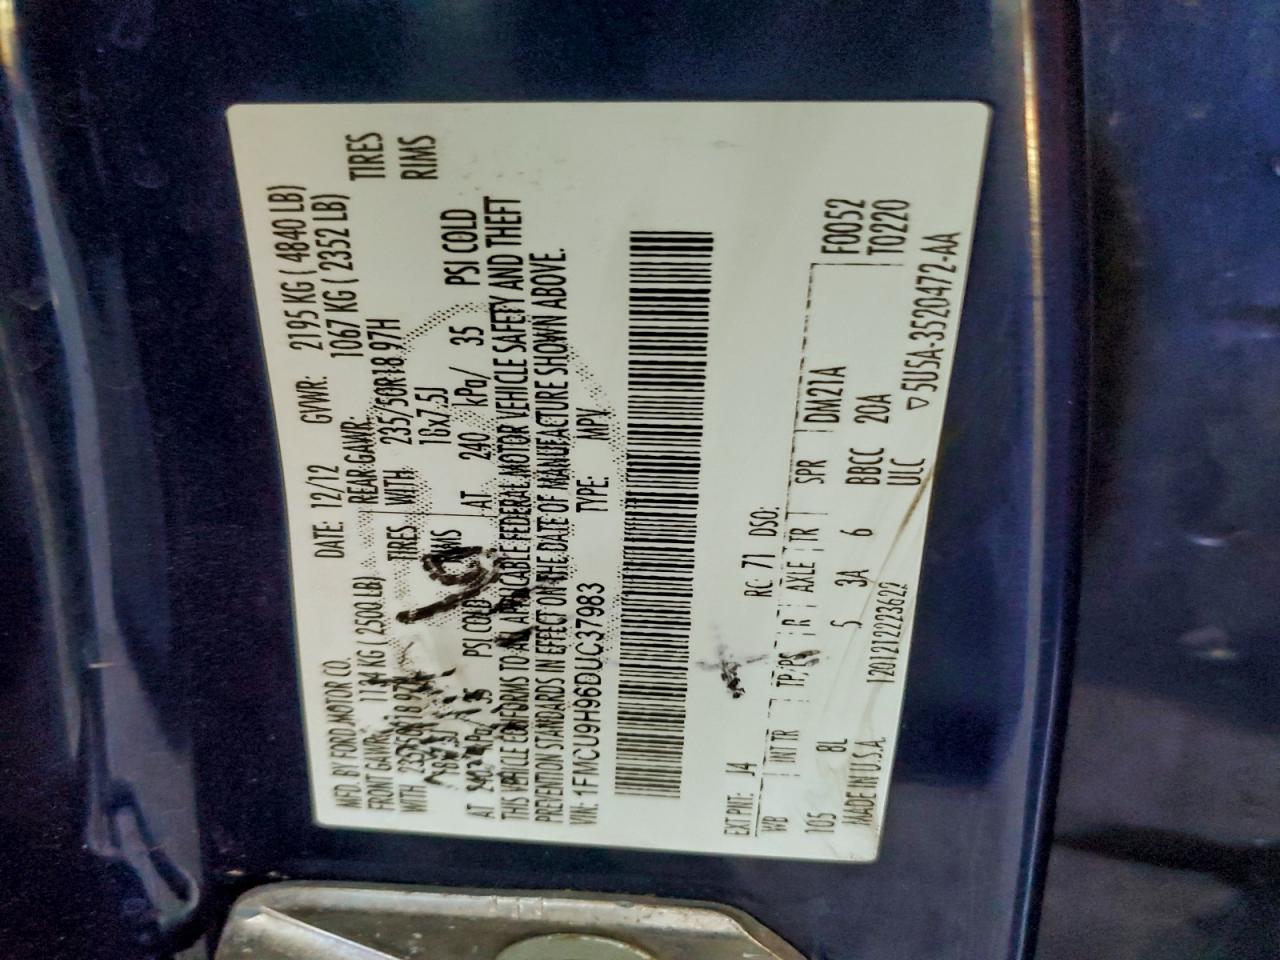 MFD. BY FORD MOTOR CO. DATE: 12/12 GVWR: 2195 KG ( 4840 LB)
FRONT GAWR: 1134 KG ( 2500 LB) REAR GAWR: 1067 KG ( 2352 LB)
WITH TIRES WITH 235/50R18 97H TIRES
18x7.5J RIMS
AT PSI COLD AT 240 kPa/ 35 PSI COLD
THIS VEHICLE CONFORMS TO ALL APPLICABLE FEDERAL MOTOR VEHICLE SAFETY AND THEFT
PREVENTION STANDARDS IN EFFECT ON THE DATE OF MANUFACTURE SHOWN ABOVE.
VIN: 1FMCU9H96DUC37983 TYPE: MPV
EXT PNT: J4 RC: 71 DSO: F0052
WB INT TR TP/PS R AXLE TR SPR DM21A T0220
105 8L 5 3A 6 BBCC 20A
MADE IN U.S.A. 1201212223622 ULC ▽5USA-3520472-AA